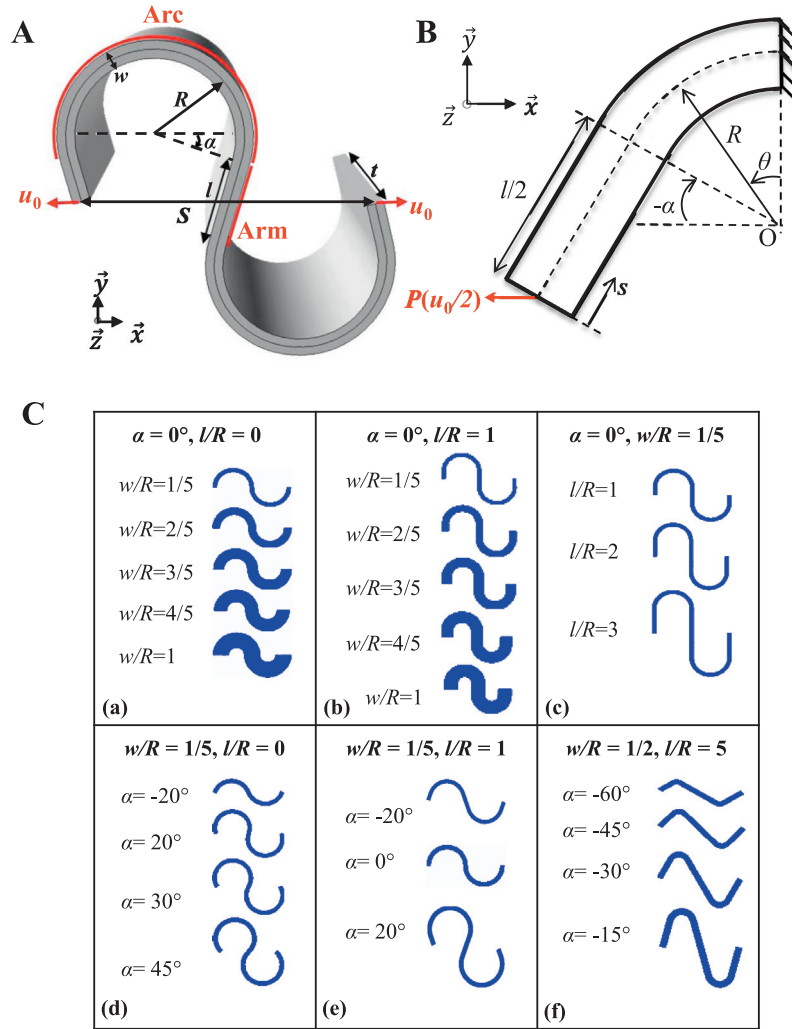 A
Arc
w
R
α
l
t
u₀
S
u₀
Arm
y⃗
z⃗
x⃗
B
y⃗
z⃗
x⃗
R
θ
l/2
-α
O
P(u₀/2)
s
C
α = 0°, l/R = 0
w/R=1/5
w/R=2/5
w/R=3/5
w/R=4/5
w/R=1
(a)
α = 0°, l/R = 1
w/R=1/5
w/R=2/5
w/R=3/5
w/R=4/5
w/R=1
(b)
α = 0°, w/R = 1/5
l/R=1
l/R=2
l/R=3
(c)
w/R = 1/5, l/R = 0
α= -20°
α= 20°
α= 30°
α= 45°
(d)
w/R = 1/5, l/R = 1
α= -20°
α= 0°
α= 20°
(e)
w/R = 1/2, l/R = 5
α= -60°
α= -45°
α= -30°
α= -15°
(f)